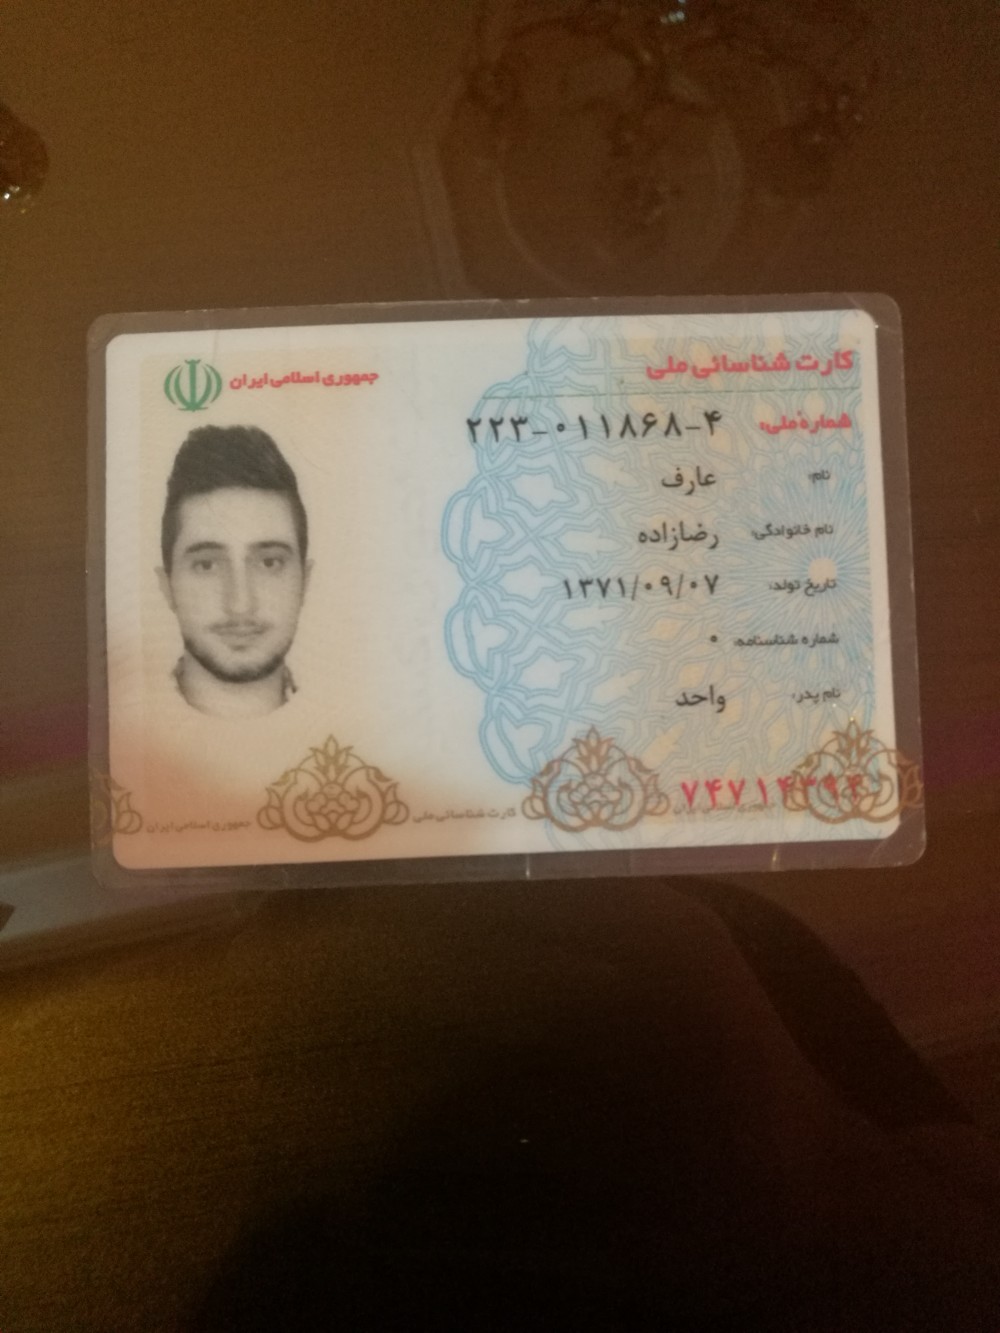 کارت شناسائی ملی
جمهوری اسلامی ایران
شماره ملی: ۲۲۳-۰۱۱۸۶۸-۴
نام: عارف
نام خانوادگی: رضازاده
تاریخ تولد: ۱۳۷۱/۰۹/۰۷
شماره شناسنامه: ۰
نام پدر: واحد
کارت شناسائی ملی
جمهوری اسلامی ایران